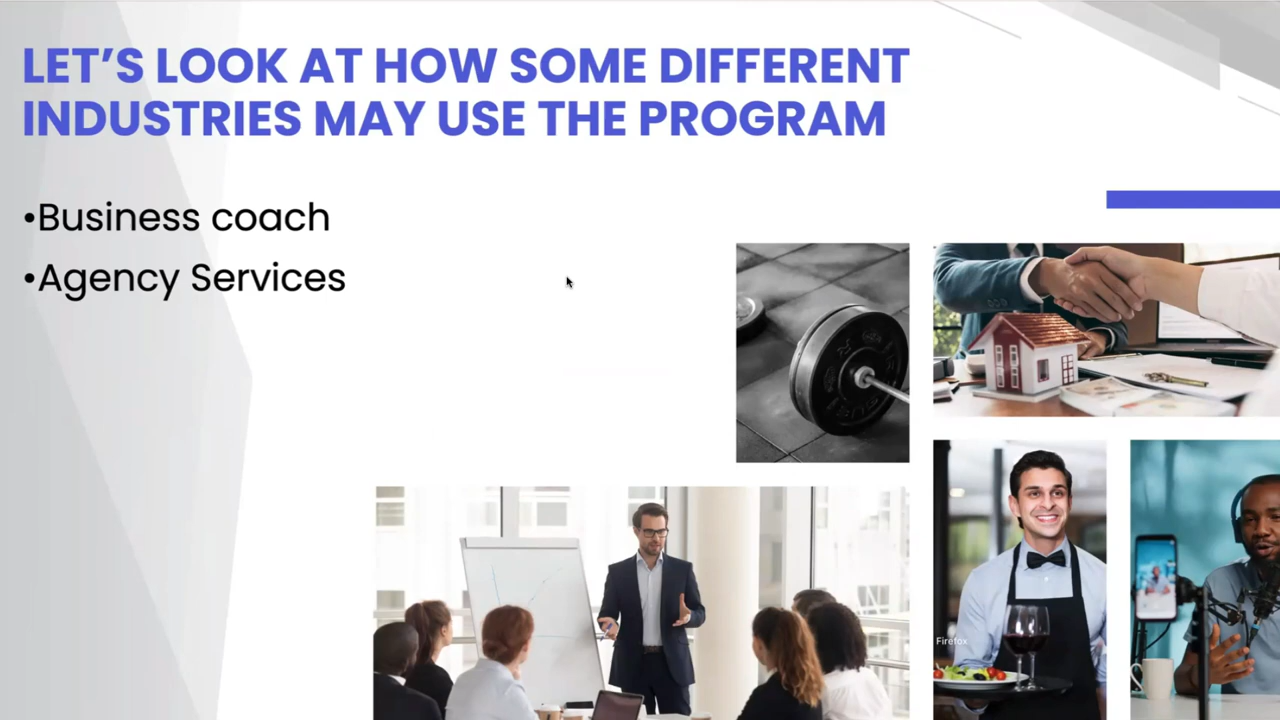 LET’S LOOK AT HOW SOME DIFFERENT
INDUSTRIES MAY USE THE PROGRAM
•Business coach
•Agency Services
Firefox